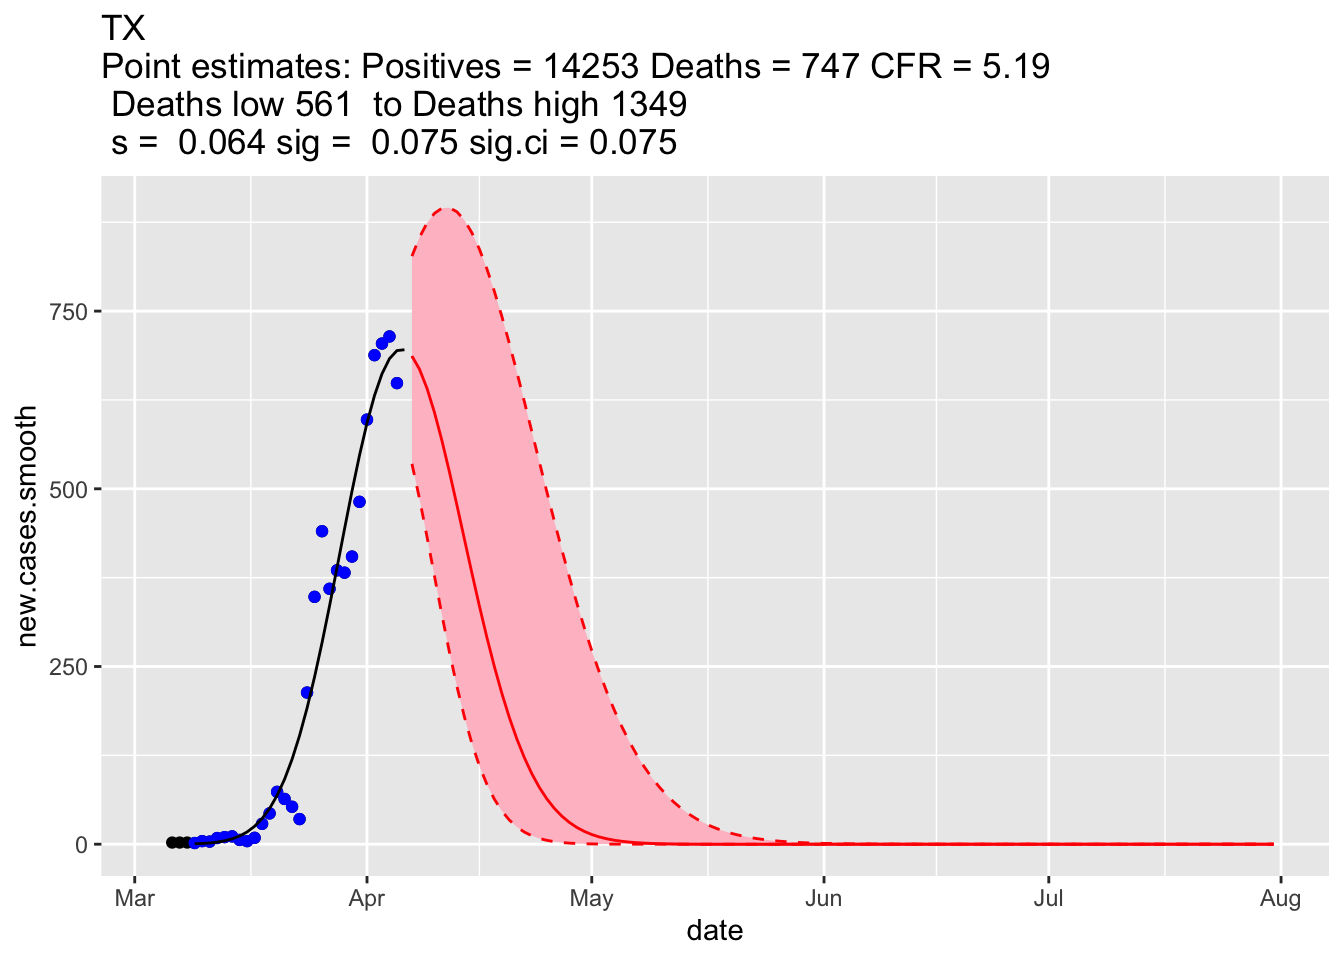 TX
Point estimates: Positives = 14253 Deaths = 747 CFR = 5.19
Deaths low 561  to Deaths high 1349
s =  0.064 sig =  0.075 sig.ci = 0.075
new.cases.smooth
750
500
250
0
Mar Apr May Jun Jul Aug
date